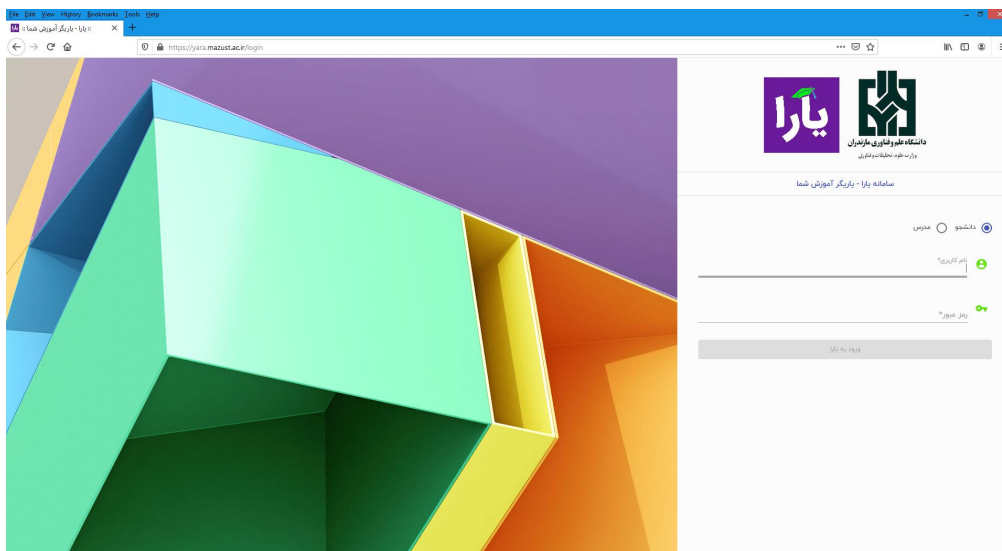 File Edit View History Bookmarks Tools Help
:: یارا - یاریگر آموزش شما ::
https://yara.mazust.ac.ir/login
یارا
دانشگاه علم و فناوری مازندران
وزارت علوم، تحقیقات و فناوری
سامانه یارا - یاریگر آموزش شما
دانشجو مدرس
نام کاربری*
رمز عبور*
ورود به یارا